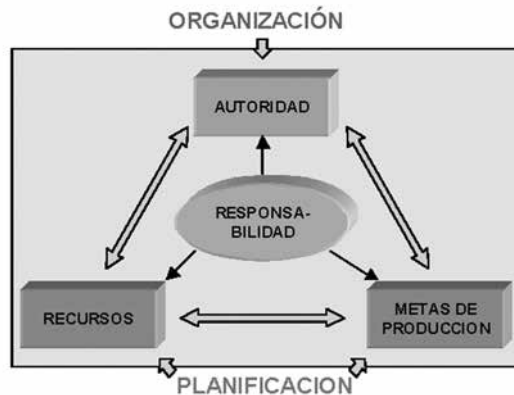 ORGANIZACIÓN
AUTORIDAD
RESPONSA-
BILIDAD
RECURSOS
METAS DE
PRODUCCION
PLANIFICACION